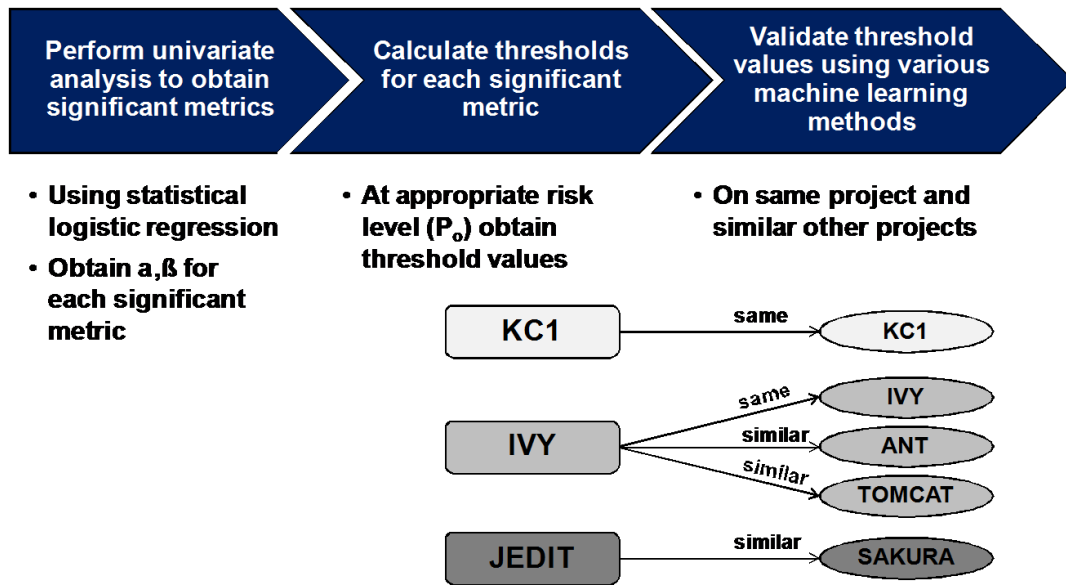 Perform univariate
analysis to obtain
significant metrics
Calculate thresholds
for each significant
metric
Validate threshold
values using various
machine learning
methods
• Using statistical
logistic regression
• Obtain a,ß for
each significant
metric
• At appropriate risk
level (Po) obtain
threshold values
• On same project and
similar other projects
KC1
same
KC1
IVY
same
IVY
similar
ANT
similar
TOMCAT
JEDIT
similar
SAKURA